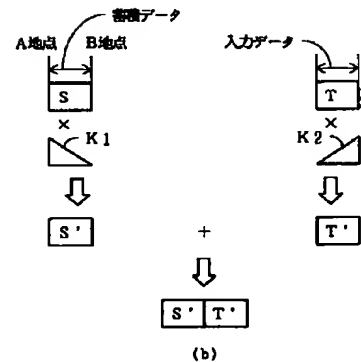 蓄積データ
A地点 B地点 入力データ
S T
× ×
K1 K2
S' + T'
S' T'
(b)